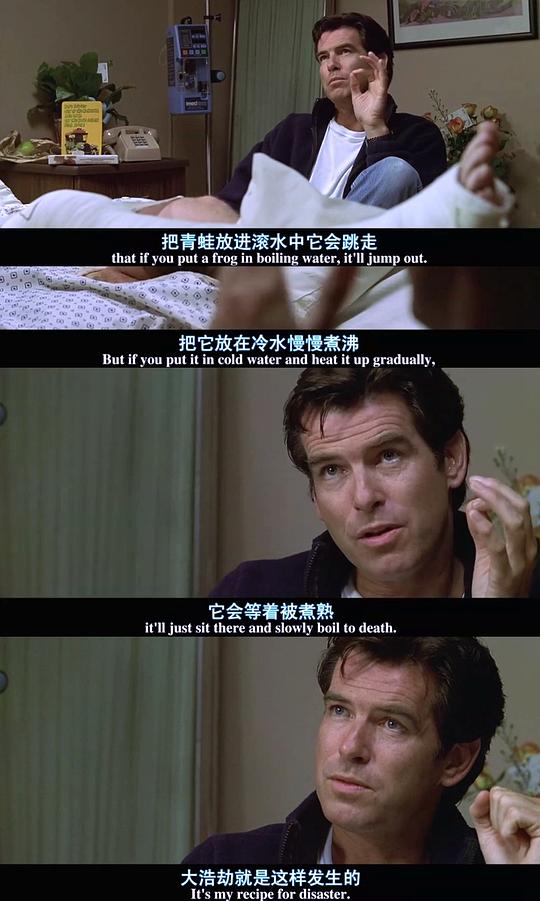 把青蛙放进滚水中它会跳走
that if you put a frog in boiling water, it'll jump out.
把它放在冷水慢慢煮沸
But if you put it in cold water and heat it up gradually,
它会等着被煮熟
it'll just sit there and slowly boil to death.
大浩劫就是这样发生的
It's my recipe for disaster.